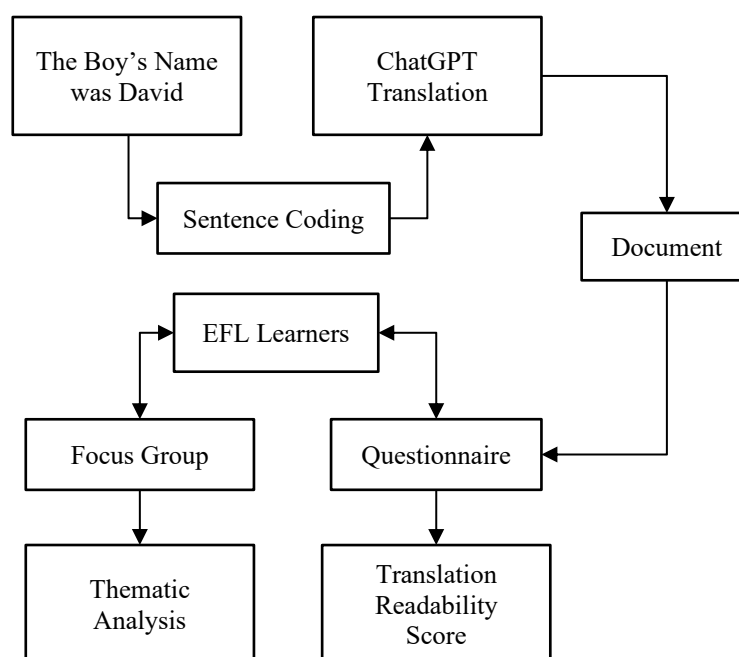 The Boy’s Name
was David
ChatGPT
Translation
Sentence Coding
Document
EFL Learners
Focus Group
Questionnaire
Thematic
Analysis
Translation
Readability
Score